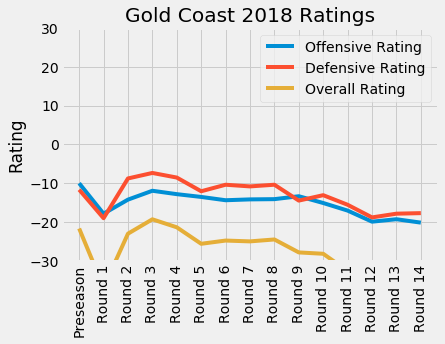 Gold Coast 2018 Ratings
Offensive Rating
Defensive Rating
Overall Rating
Rating
30
20
10
0
−10
−20
−30
Preseason
Round 1
Round 2
Round 3
Round 4
Round 5
Round 6
Round 7
Round 8
Round 9
Round 10
Round 11
Round 12
Round 13
Round 14